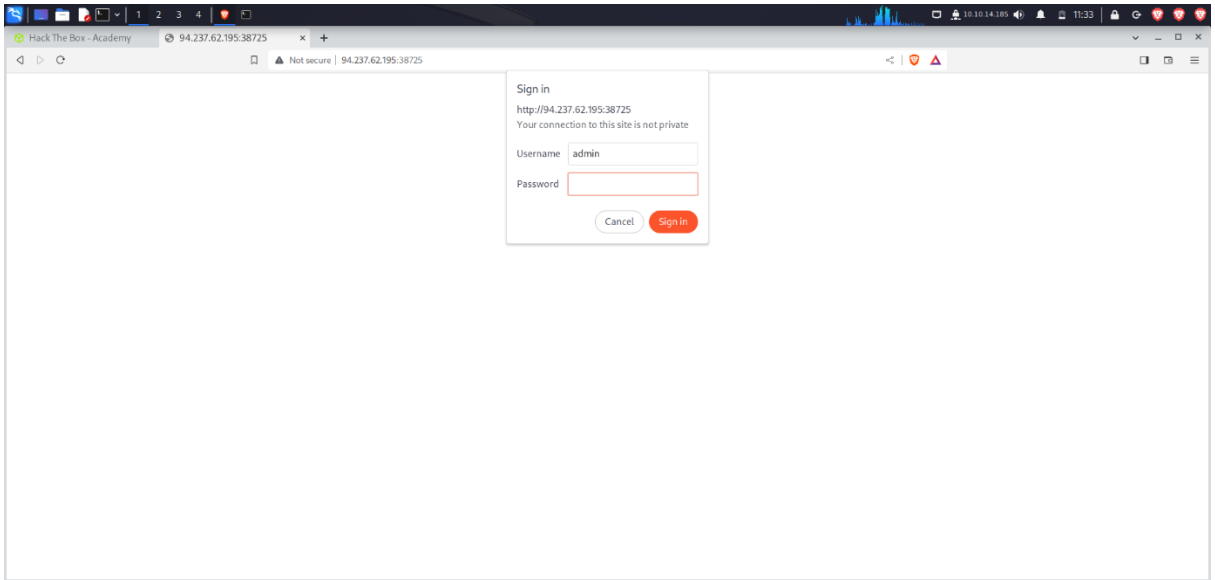 1 2 3 4 10.10.14.185 11:33
Hack The Box - Academy 94.237.62.195:38725
Not secure 94.237.62.195:38725
Sign in
http://94.237.62.195:38725
Your connection to this site is not private
Username admin
Password
Cancel Sign in